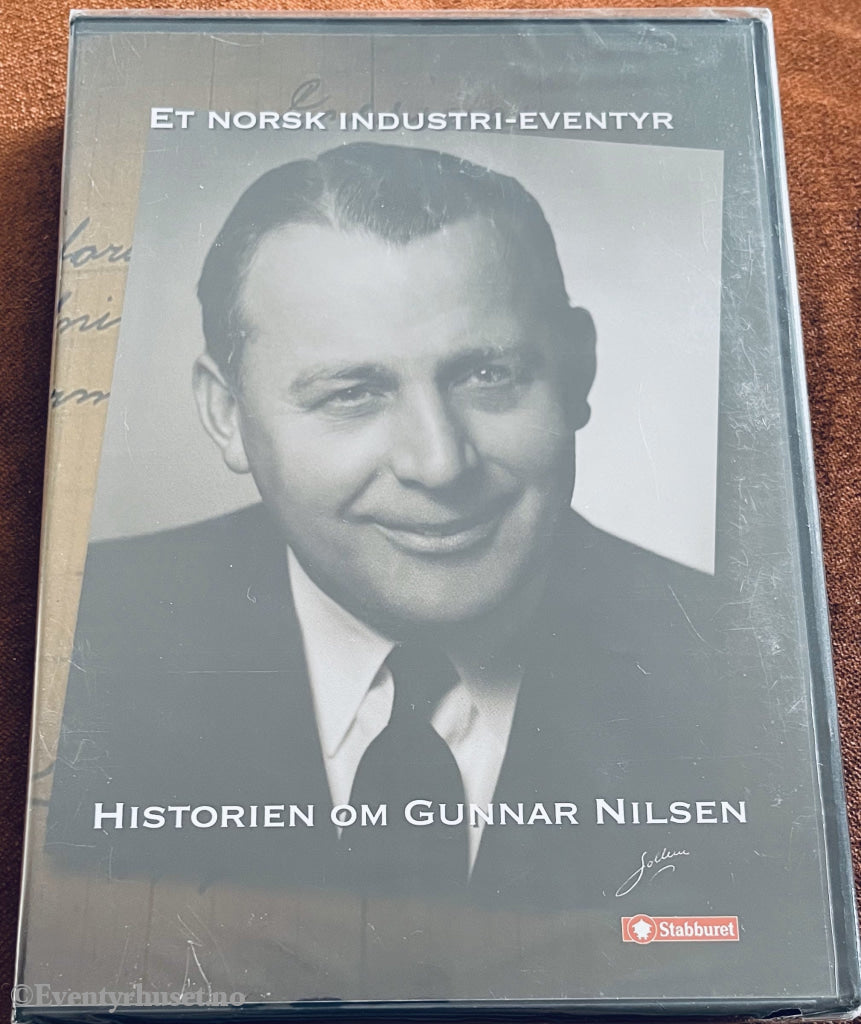 ET NORSK INDUSTRI-EVENTYR
HISTORIEN OM GUNNAR NILSEN
Stabburet
©Eventyrhuset.no